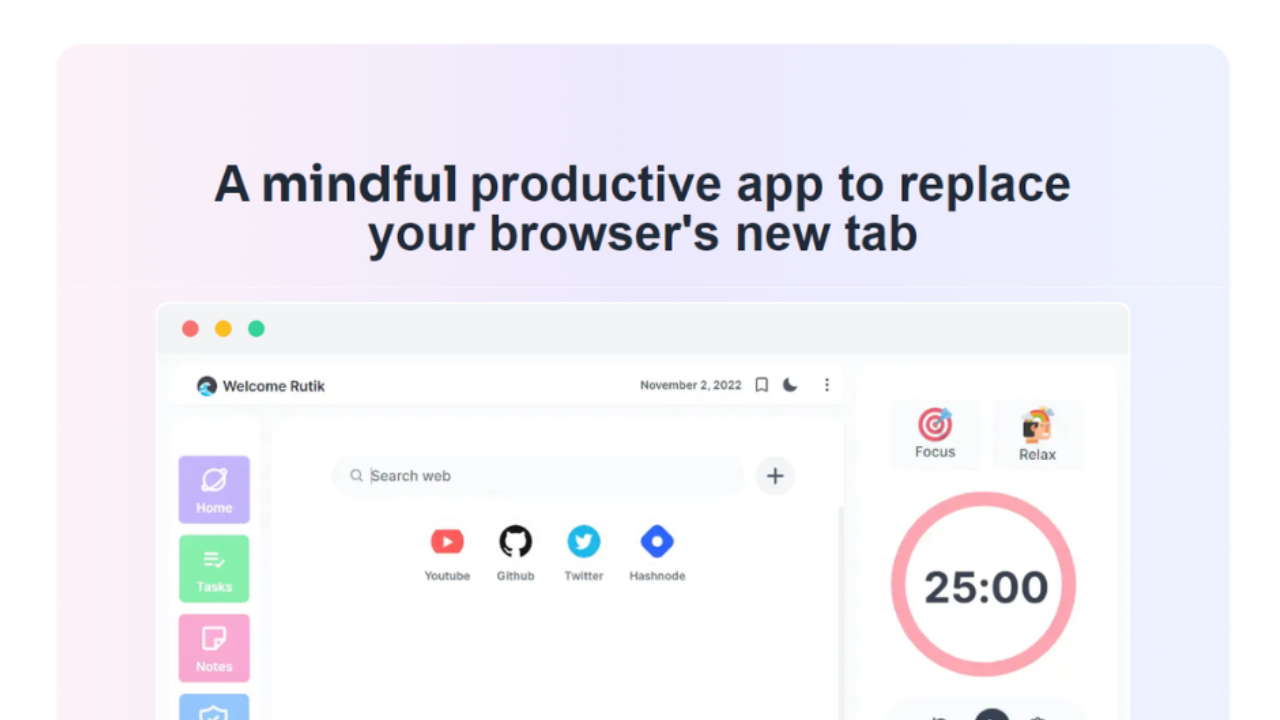 A mindful productive app to replace
your browser's new tab
Welcome Rutik
November 2, 2022
Search web
Youtube
Github
Twitter
Hashnode
Home
Tasks
Notes
Focus
Relax
25:00